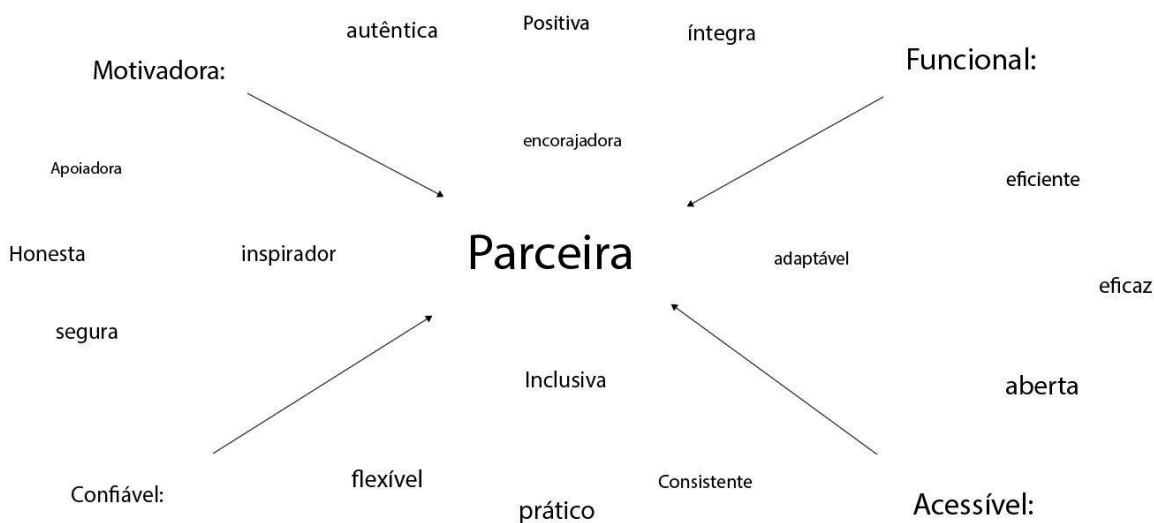 autêntica
Positiva
íntegra
Motivadora:
Funcional:
encorajadora
Apoiadora
eficiente
Honesta
inspirador
Parceira
adaptável
eficaz
segura
Inclusiva
aberta
Confiável:
flexível
prático
Consistente
Acessível: